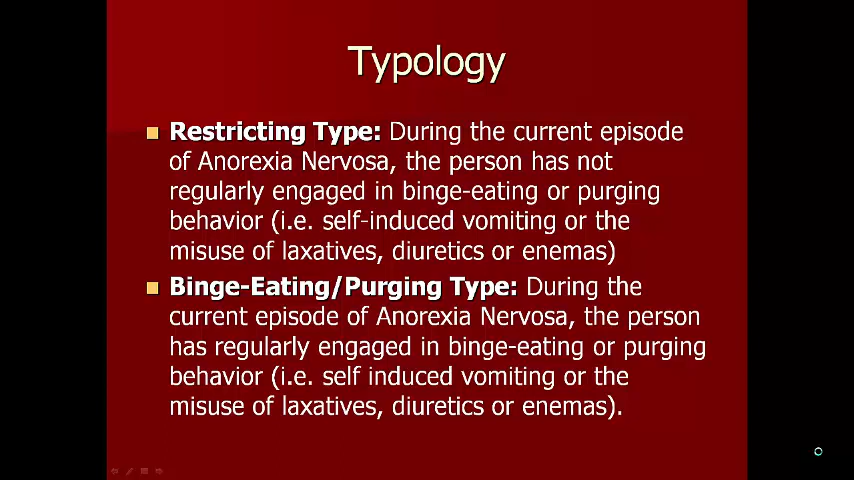 Typology
Restricting Type: During the current episode
of Anorexia Nervosa, the person has not
regularly engaged in binge-eating or purging
behavior (i.e. self-induced vomiting or the
misuse of laxatives, diuretics or enemas)
Binge-Eating/Purging Type: During the
current episode of Anorexia Nervosa, the person
has regularly engaged in binge-eating or purging
behavior (i.e. self induced vomiting or the
misuse of laxatives, diuretics or enemas).